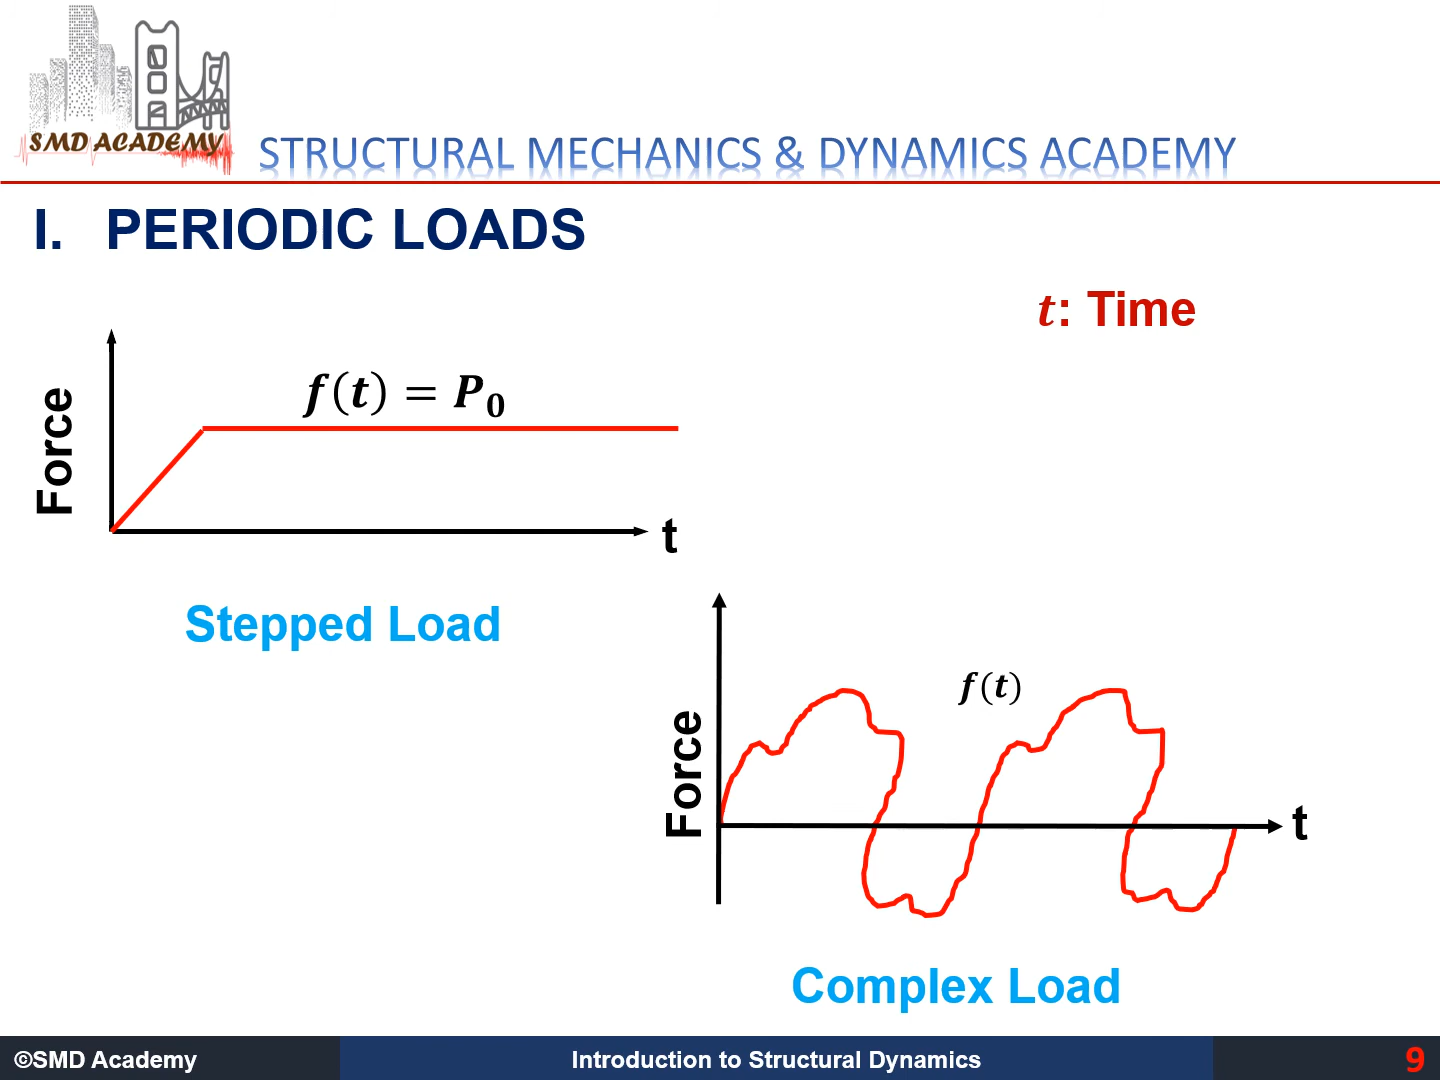 SMD ACADEMY
STRUCTURAL MECHANICS & DYNAMICS ACADEMY
I. PERIODIC LOADS
t: Time
Force
f(t) = P₀
t
Stepped Load
Force
f(t)
t
Complex Load
©SMD Academy
Introduction to Structural Dynamics
9